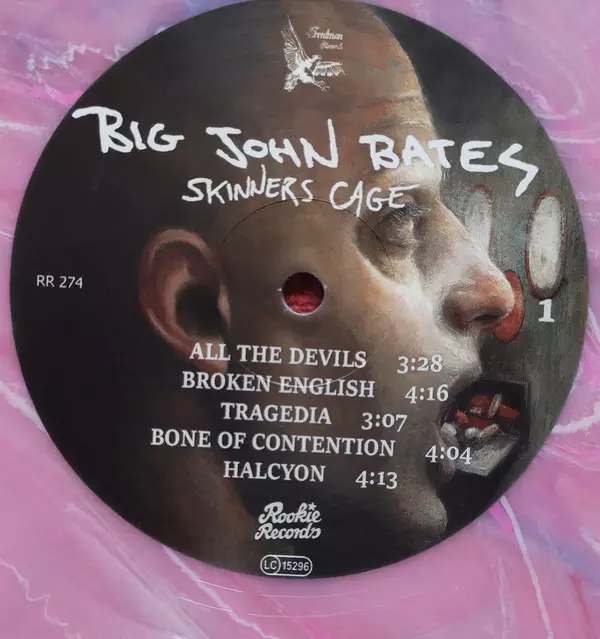 BIG JOHN BATES
SKINNERS CAGE
RR 274
1
ALL THE DEVILS 3:28
BROKEN ENGLISH 4:16
TRAGEDIA 3:07
BONE OF CONTENTION 4:04
HALCYON 4:13
Rookie
Records
LC 15296